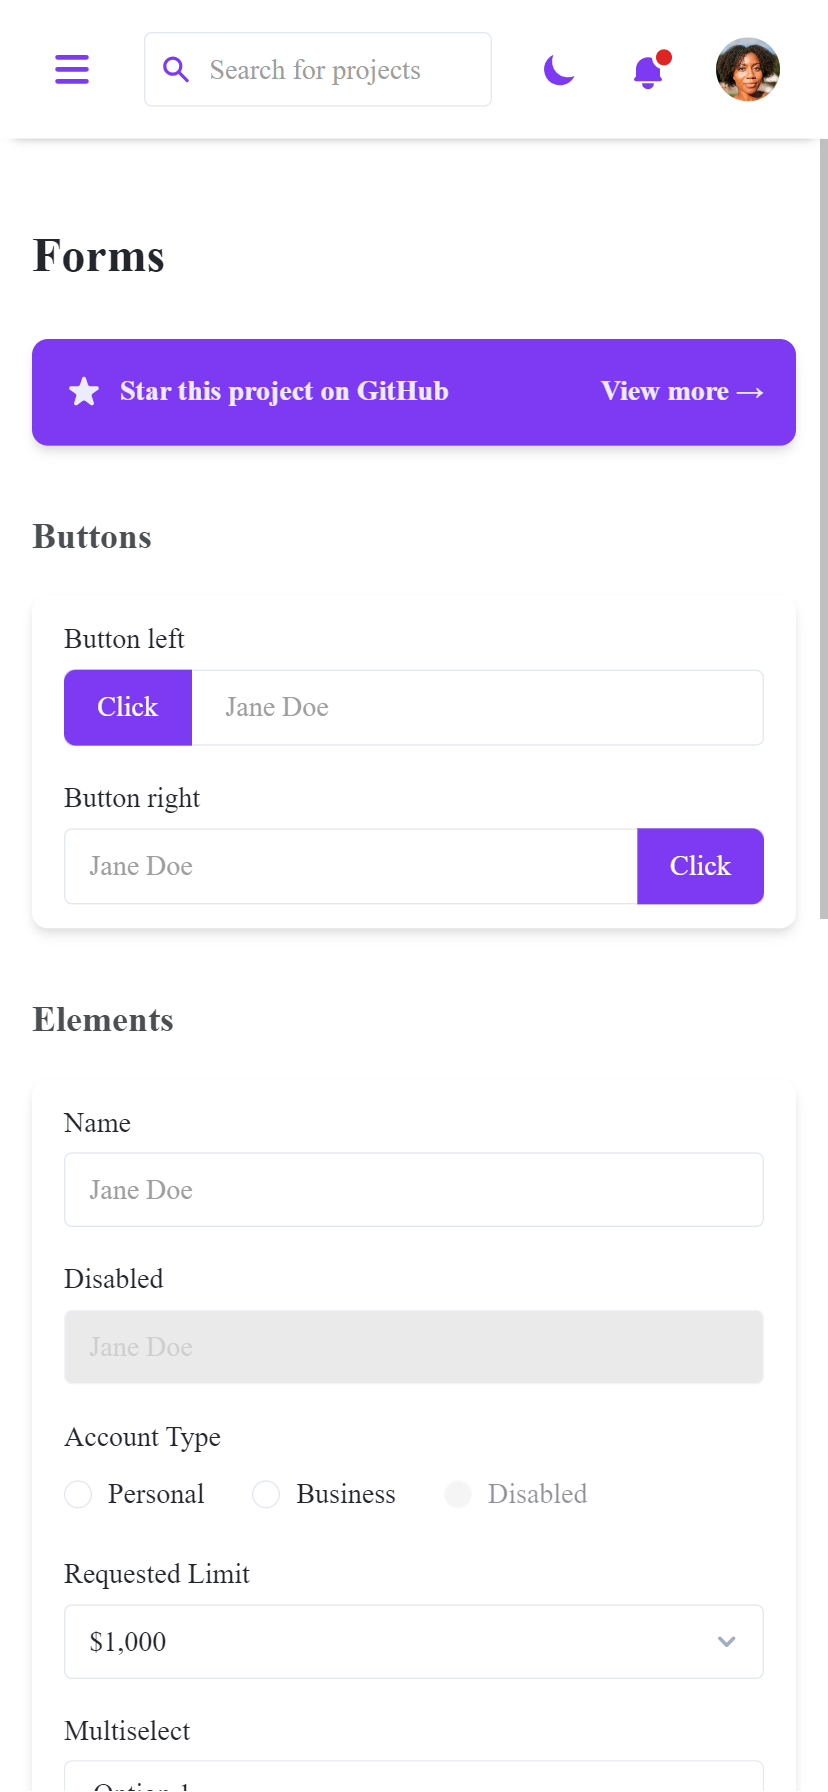 Search for projects
Forms
Star this project on GitHub
View more →
Buttons
Button left
Click
Jane Doe
Button right
Jane Doe
Click
Elements
Name
Jane Doe
Disabled
Jane Doe
Account Type
Personal
Business
Disabled
Requested Limit
$1,000
Multiselect